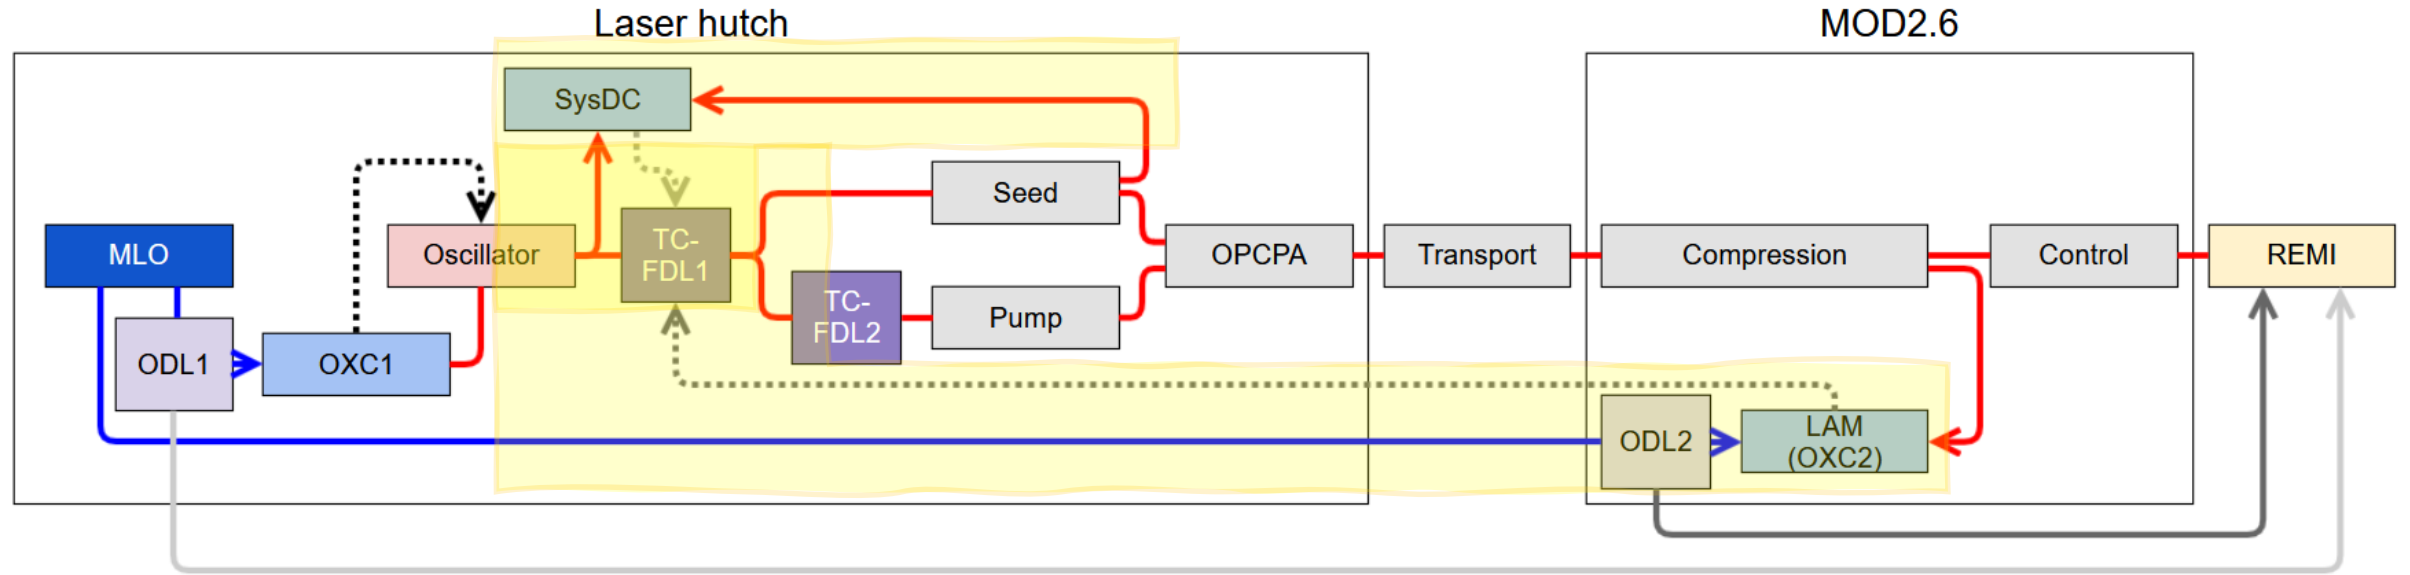 Laser hutch
MOD2.6
SysDC
Seed
MLO
Oscillator
TC-
FDL1
OPCPA
Transport
Compression
Control
REMI
TC-
FDL2
Pump
ODL1
OXC1
ODL2
LAM
(OXC2)